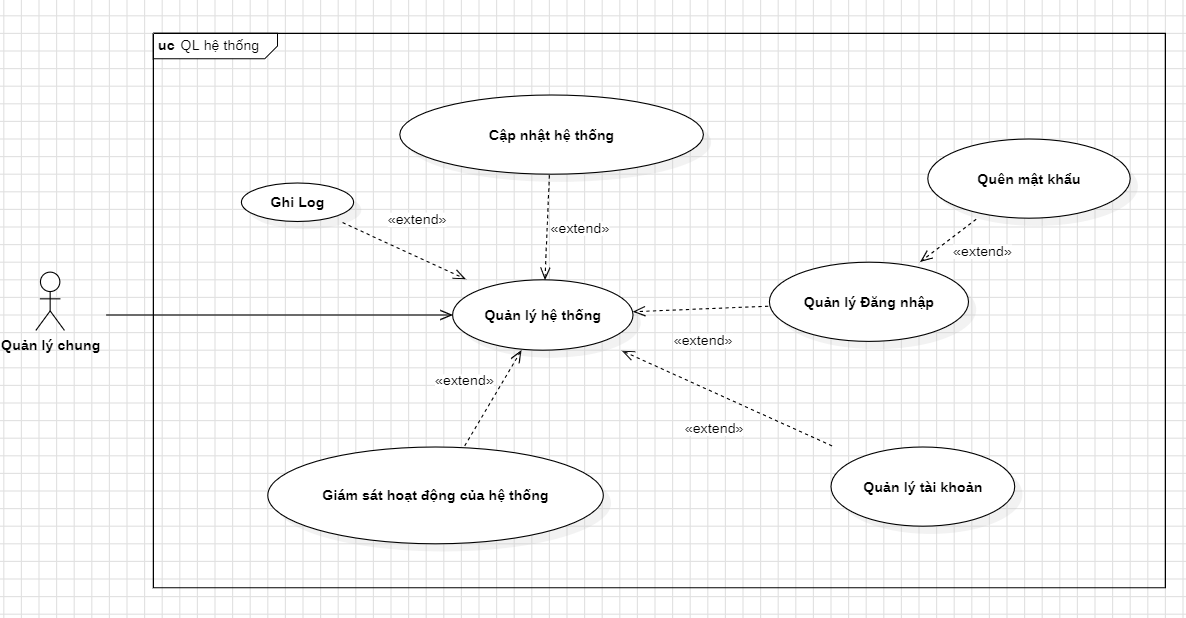 uc QL hệ thống
Cập nhật hệ thống
Quên mật khẩu
Ghi Log
«extend»
«extend»
«extend»
Quản lý Đăng nhập
Quản lý hệ thống
Quản lý chung
«extend»
«extend»
«extend»
Quản lý tài khoản
Giám sát hoạt động của hệ thống